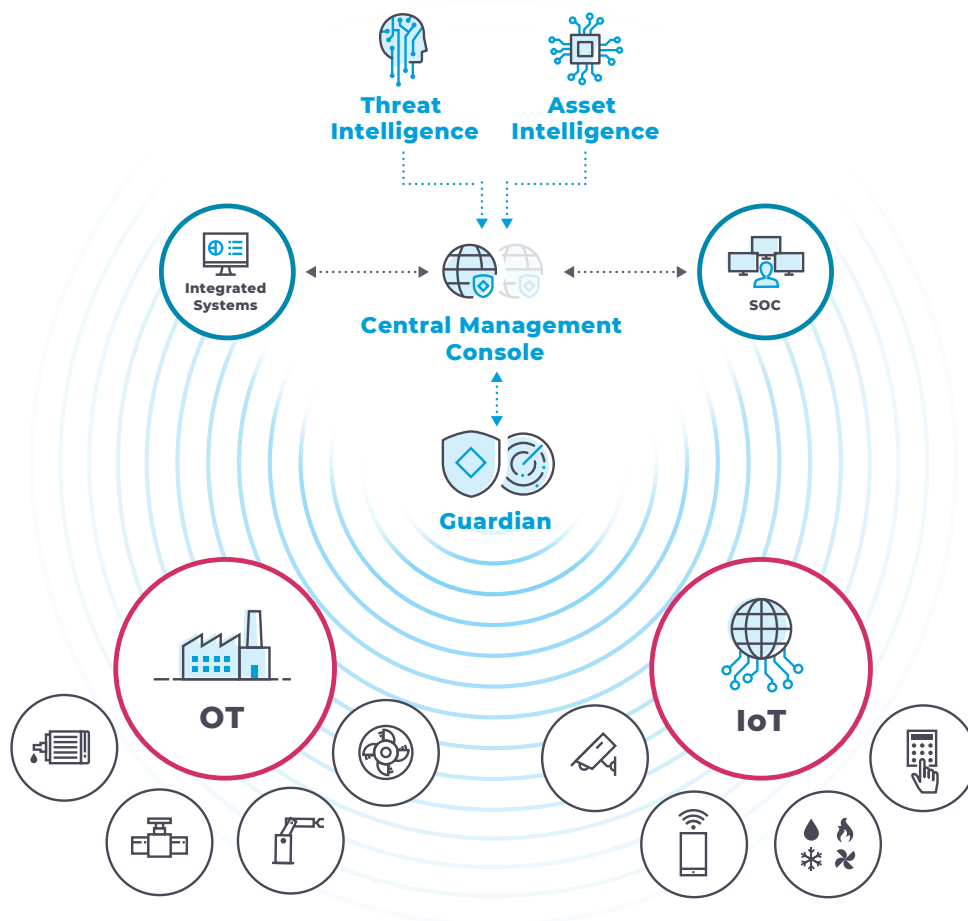 Threat
Intelligence
Asset
Intelligence
Integrated
Systems
SOC
Central Management
Console
Guardian
OT
IoT